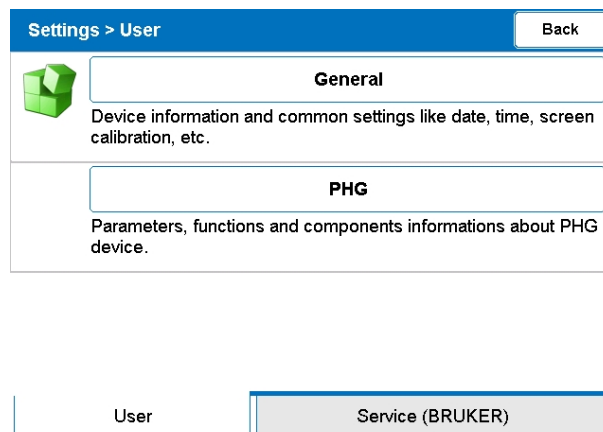 Settings > User
Back
General
Device information and common settings like date, time, screen
calibration, etc.
PHG
Parameters, functions and components informations about PHG
device.
User
Service (BRUKER)